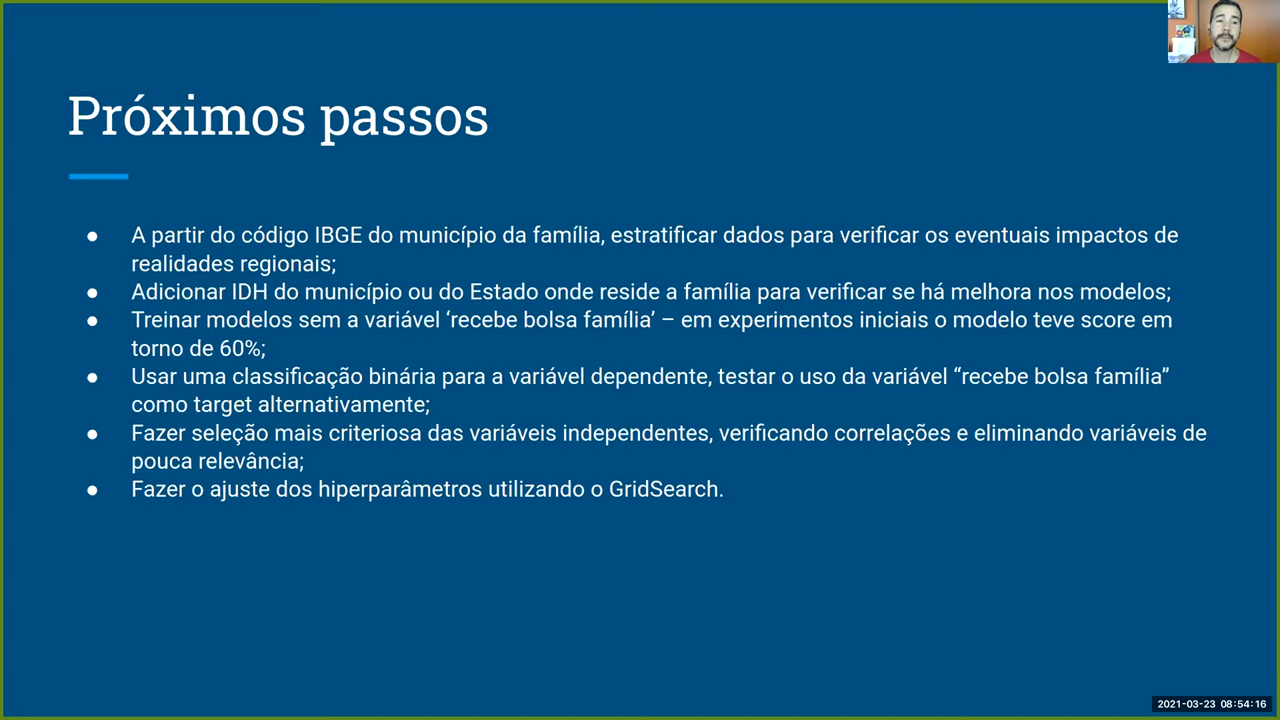 Próximos passos
● A partir do código IBGE do município da família, estratificar dados para verificar os eventuais impactos de
realidades regionais;
● Adicionar IDH do município ou do Estado onde reside a família para verificar se há melhora nos modelos;
● Treinar modelos sem a variável ‘recebe bolsa família’ – em experimentos iniciais o modelo teve score em
torno de 60%;
● Usar uma classificação binária para a variável dependente, testar o uso da variável “recebe bolsa família”
como target alternativamente;
● Fazer seleção mais criteriosa das variáveis independentes, verificando correlações e eliminando variáveis de
pouca relevância;
● Fazer o ajuste dos hiperparâmetros utilizando o GridSearch.
2021-03-23 08:54:16